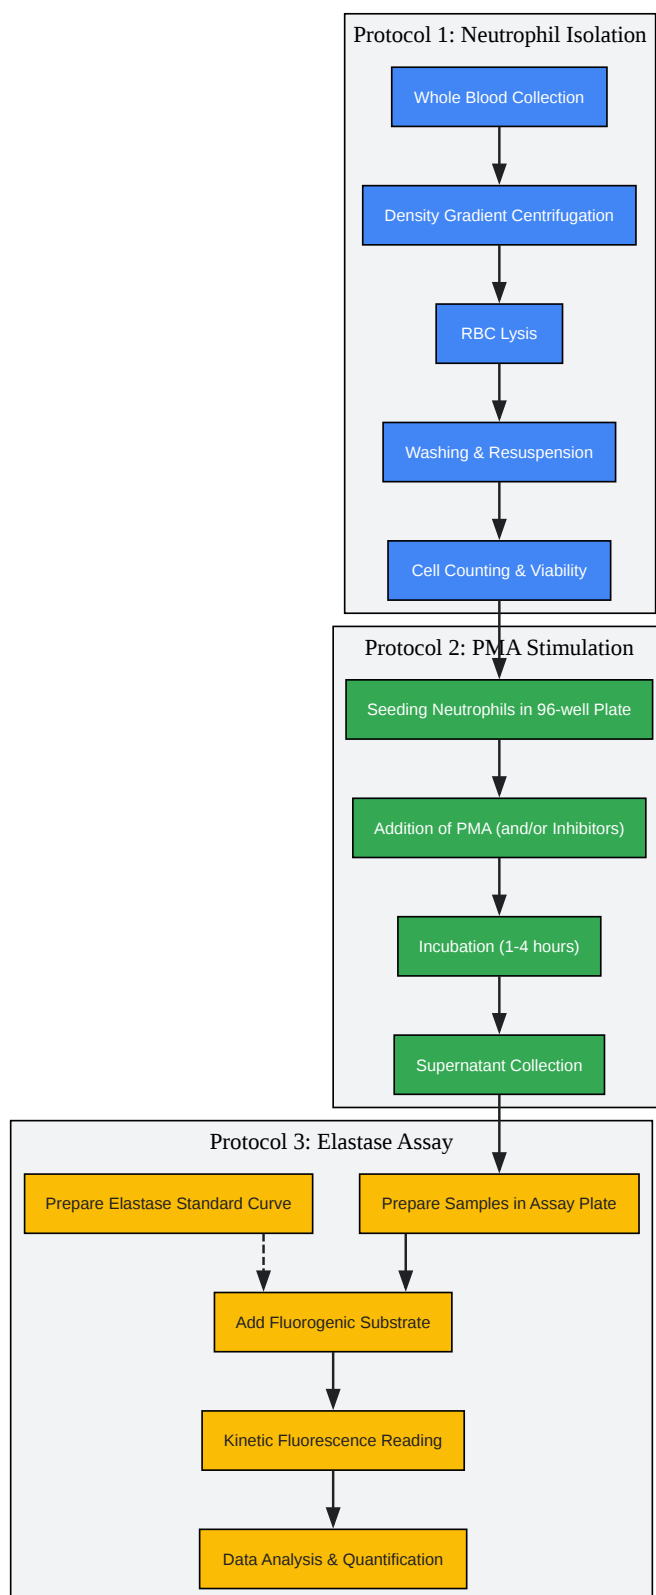 Protocol 1: Neutrophil Isolation
Whole Blood Collection
Density Gradient Centrifugation
RBC Lysis
Washing & Resuspension
Cell Counting & Viability
Protocol 2: PMA Stimulation
Seeding Neutrophils in 96-well Plate
Addition of PMA (and/or Inhibitors)
Incubation (1-4 hours)
Supernatant Collection
Protocol 3: Elastase Assay
Prepare Elastase Standard Curve
Prepare Samples in Assay Plate
Add Fluorogenic Substrate
Kinetic Fluorescence Reading
Data Analysis & Quantification